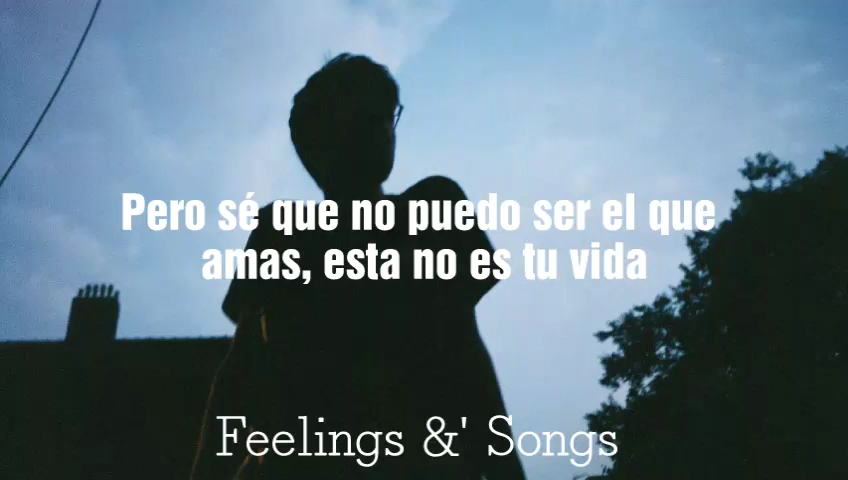 Pero sé que no puedo ser el que
amas, esta no es tu vida
Feelings &' Songs